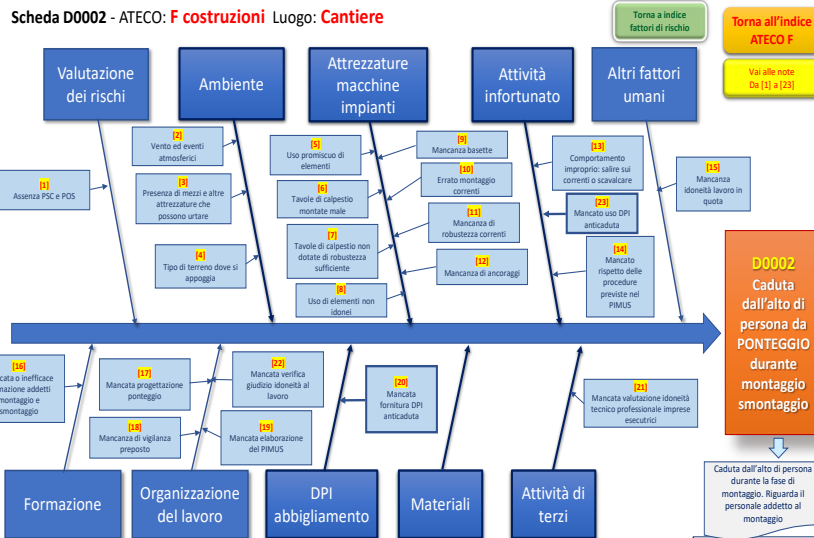 Scheda D0002 - ATECO: F costruzioni Luogo: Cantiere
Torna a indice
fattori di rischio
Torna all'indice
ATECO F
Vai alle note
Da [1] a [23]
Valutazione
dei rischi
Ambiente
Attrezzature
macchine
impianti
Attività
infortunato
Altri fattori
umani
[1]
Assenza PSC e POS
[2]
Vento ed eventi
atmosferici
[3]
Presenza di mezzi e altre
attrezzature che
possono urtare
[4]
Tipo di terreno dove si
appoggia
[5]
Uso promiscuo di
elementi
[6]
Tavole di calpestio
montate male
[7]
Tavole di calpestio non
dotate di robustezza
sufficiente
[8]
Uso di elementi non
idonei
[9]
Mancanza basette
[10]
Errato montaggio
correnti
[11]
Mancanza di
robustezza correnti
[12]
Mancanza di ancoraggi
[13]
Comportamento
improprio: salire sui
correnti o scavalcare
[23]
Mancato uso DPI
anticaduta
[14]
Mancato
rispetto delle
procedure
previste nel
PIMUS
[15]
Mancanza
idoneità lavoro in
quota
D0002
Caduta
dall'alto di
persona da
PONTEGGIO
durante
montaggio
smontaggio
[16]
cata o inefficace
mazione addetti
montaggio e
smontaggio
[17]
Mancata progettazione
ponteggio
[18]
Mancanza di vigilanza
preposto
[22]
Mancata verifica
giudizio idoneità al
lavoro
[19]
Mancata elaborazione
del PIMUS
[20]
Mancata
fornitura DPI
anticaduta
[21]
Mancata valutazione idoneità
tecnico professionale imprese
esecutrici
Formazione
Organizzazione
del lavoro
DPI
abbigliamento
Materiali
Attività di
terzi
Caduta dall'alto di persona
durante la fase di
montaggio. Riguarda il
personale addetto al
montaggio